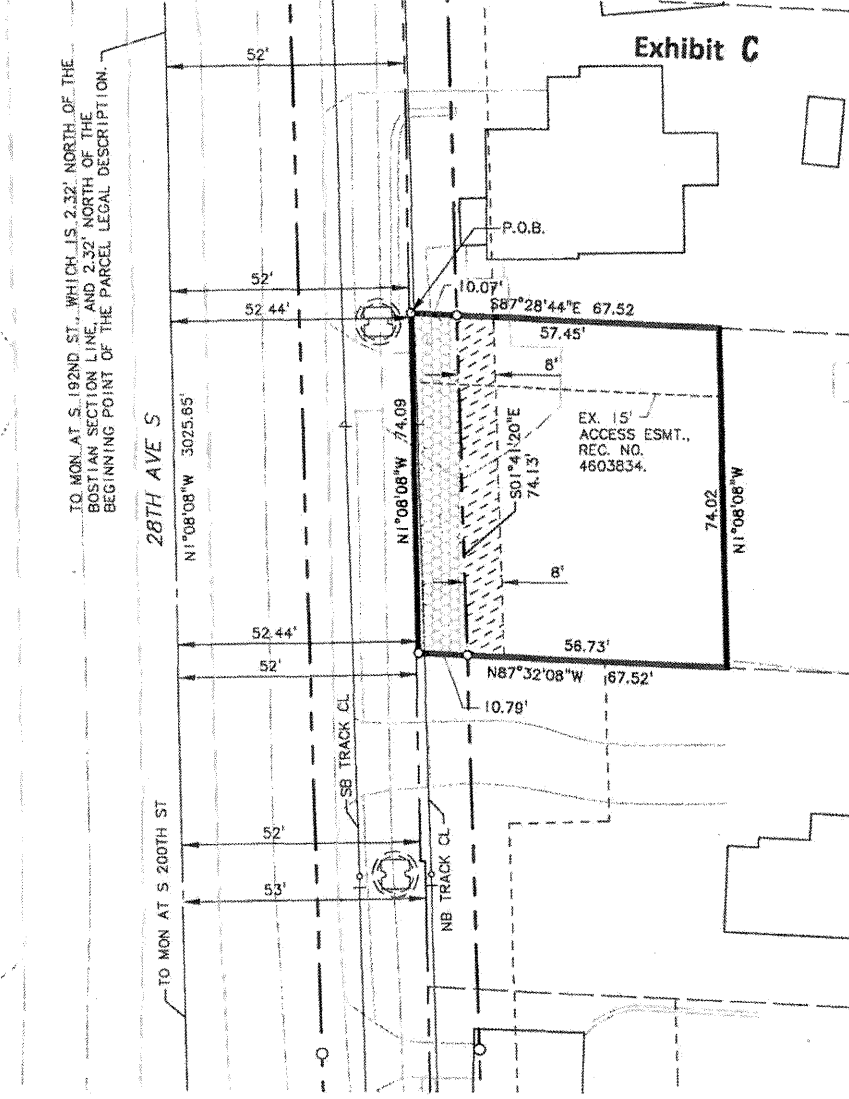 Exhibit C
TO MON AT S 192ND ST., WHICH IS 2.32' NORTH OF THE
BOSTIAN SECTION LINE, AND 2.32' NORTH OF THE
BEGINNING POINT OF THE PARCEL LEGAL DESCRIPTION.
52'
P.O.B.
52'
10.07'
S87°28'44"E 67.52
52.44'
57.45'
8'
28TH AVE S
N1°08'08"W 3025.65'
N1°08'08"W 74.09
S01°41'20"E
74.13'
EX. 15'
ACCESS ESMT.,
REC. NO.
4603834.
74.02
N1°08'08"W
8'
52.44'
56.73'
52'
N87°32'08"W 67.52'
10.79'
SB TRACK CL
TO MON AT S 200TH ST
52'
NB TRACK CL
53'